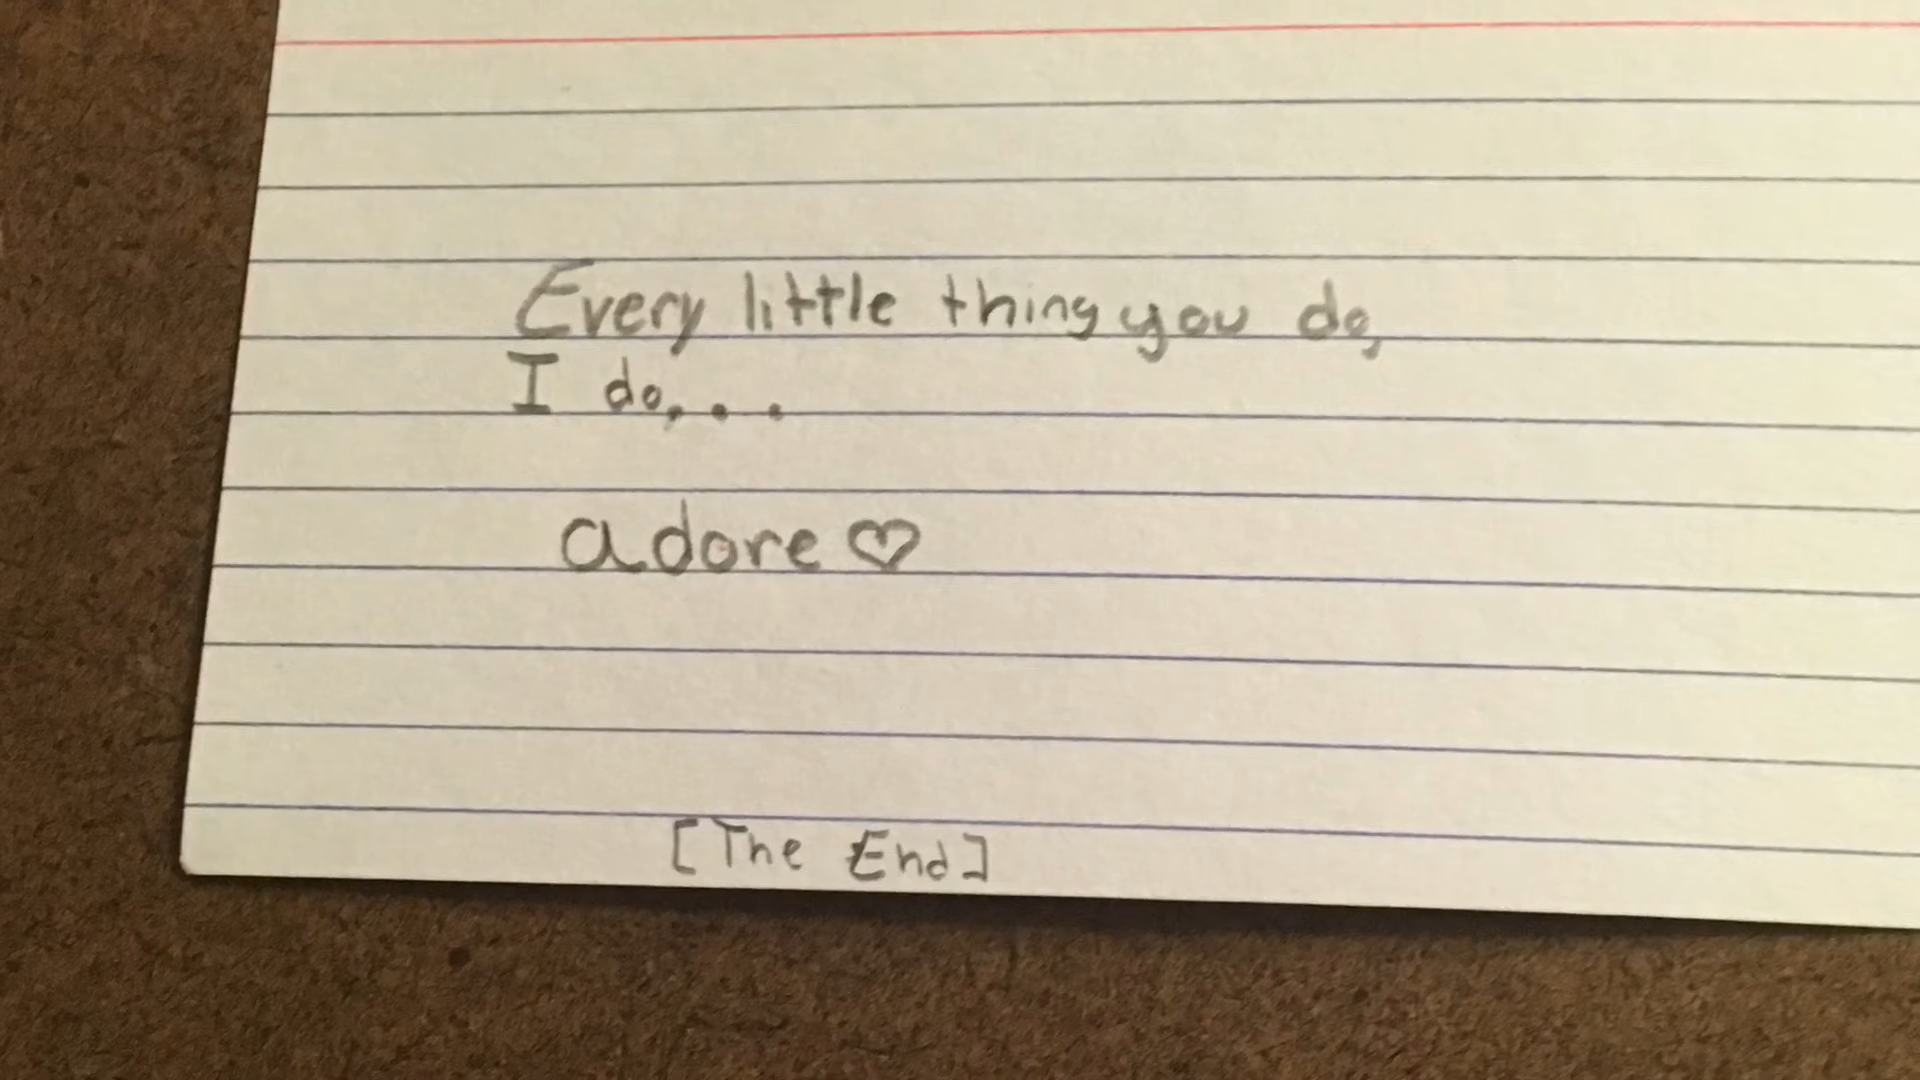 Every little thing you do,
I do,...
adore♡
[The End]